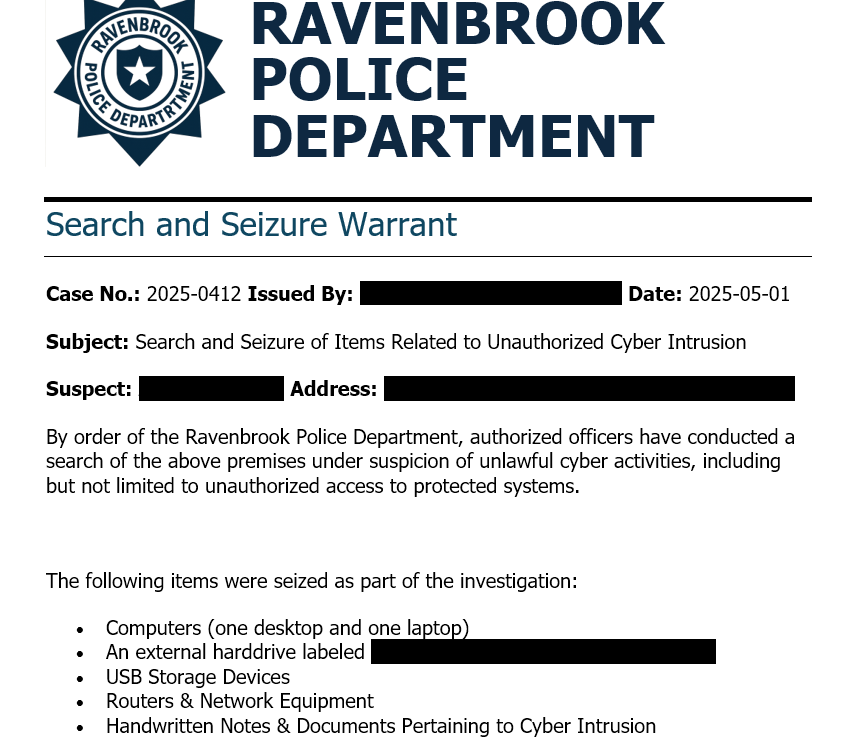 RAVENBROOK
POLICE DEPARTRTMENT
RAVENBROOK
POLICE
DEPARTMENT
Search and Seizure Warrant
Case No.: 2025-0412 Issued By: Date: 2025-05-01
Subject: Search and Seizure of Items Related to Unauthorized Cyber Intrusion
Suspect: Address:
By order of the Ravenbrook Police Department, authorized officers have conducted a
search of the above premises under suspicion of unlawful cyber activities, including
but not limited to unauthorized access to protected systems.
The following items were seized as part of the investigation:
• Computers (one desktop and one laptop)
• An external harddrive labeled
• USB Storage Devices
• Routers & Network Equipment
• Handwritten Notes & Documents Pertaining to Cyber Intrusion